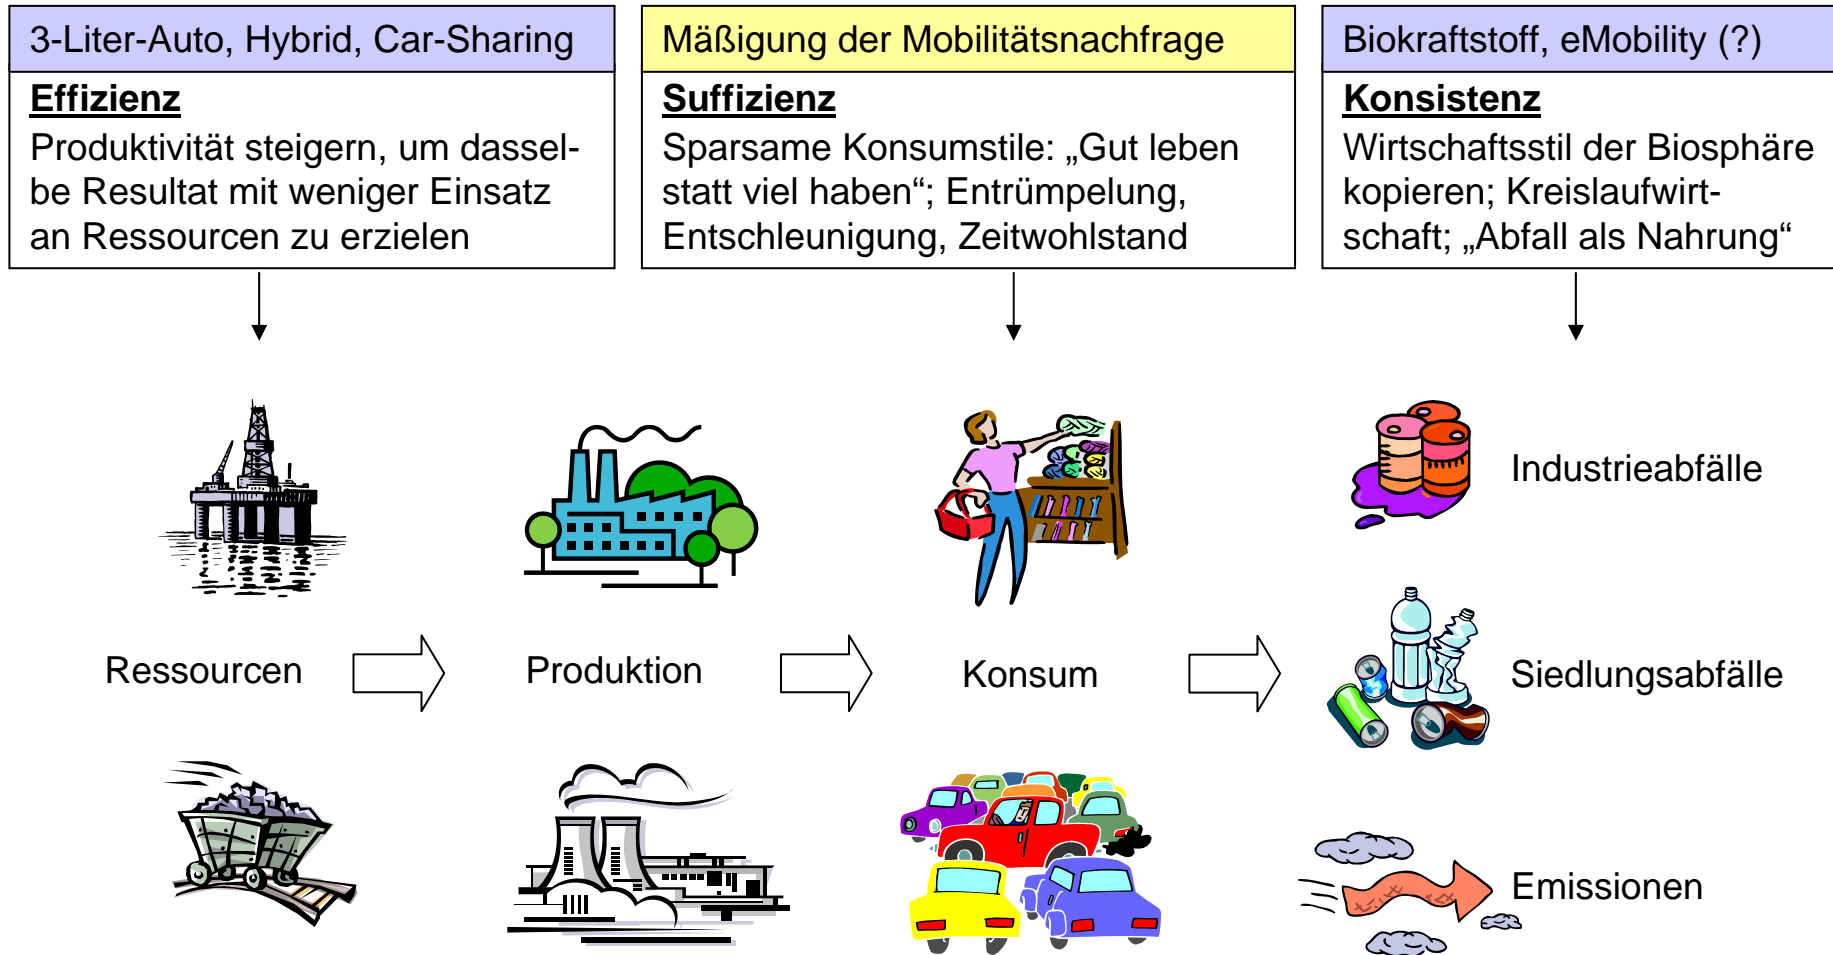 3-Liter-Auto, Hybrid, Car-Sharing
Effizienz
Produktivität steigern, um dassel-
be Resultat mit weniger Einsatz
an Ressourcen zu erzielen
Mäßigung der Mobilitätsnachfrage
Suffizienz
Sparsame Konsumstile: „Gut leben
statt viel haben“; Entrümpelung,
Entschleunigung, Zeitwohlstand
Biokraftstoff, eMobility (?)
Konsistenz
Wirtschaftsstil der Biosphäre
kopieren; Kreislaufwirt-
schaft; „Abfall als Nahrung“
Industrieabfälle
Ressourcen
Produktion
Konsum
Siedlungsabfälle
Emissionen